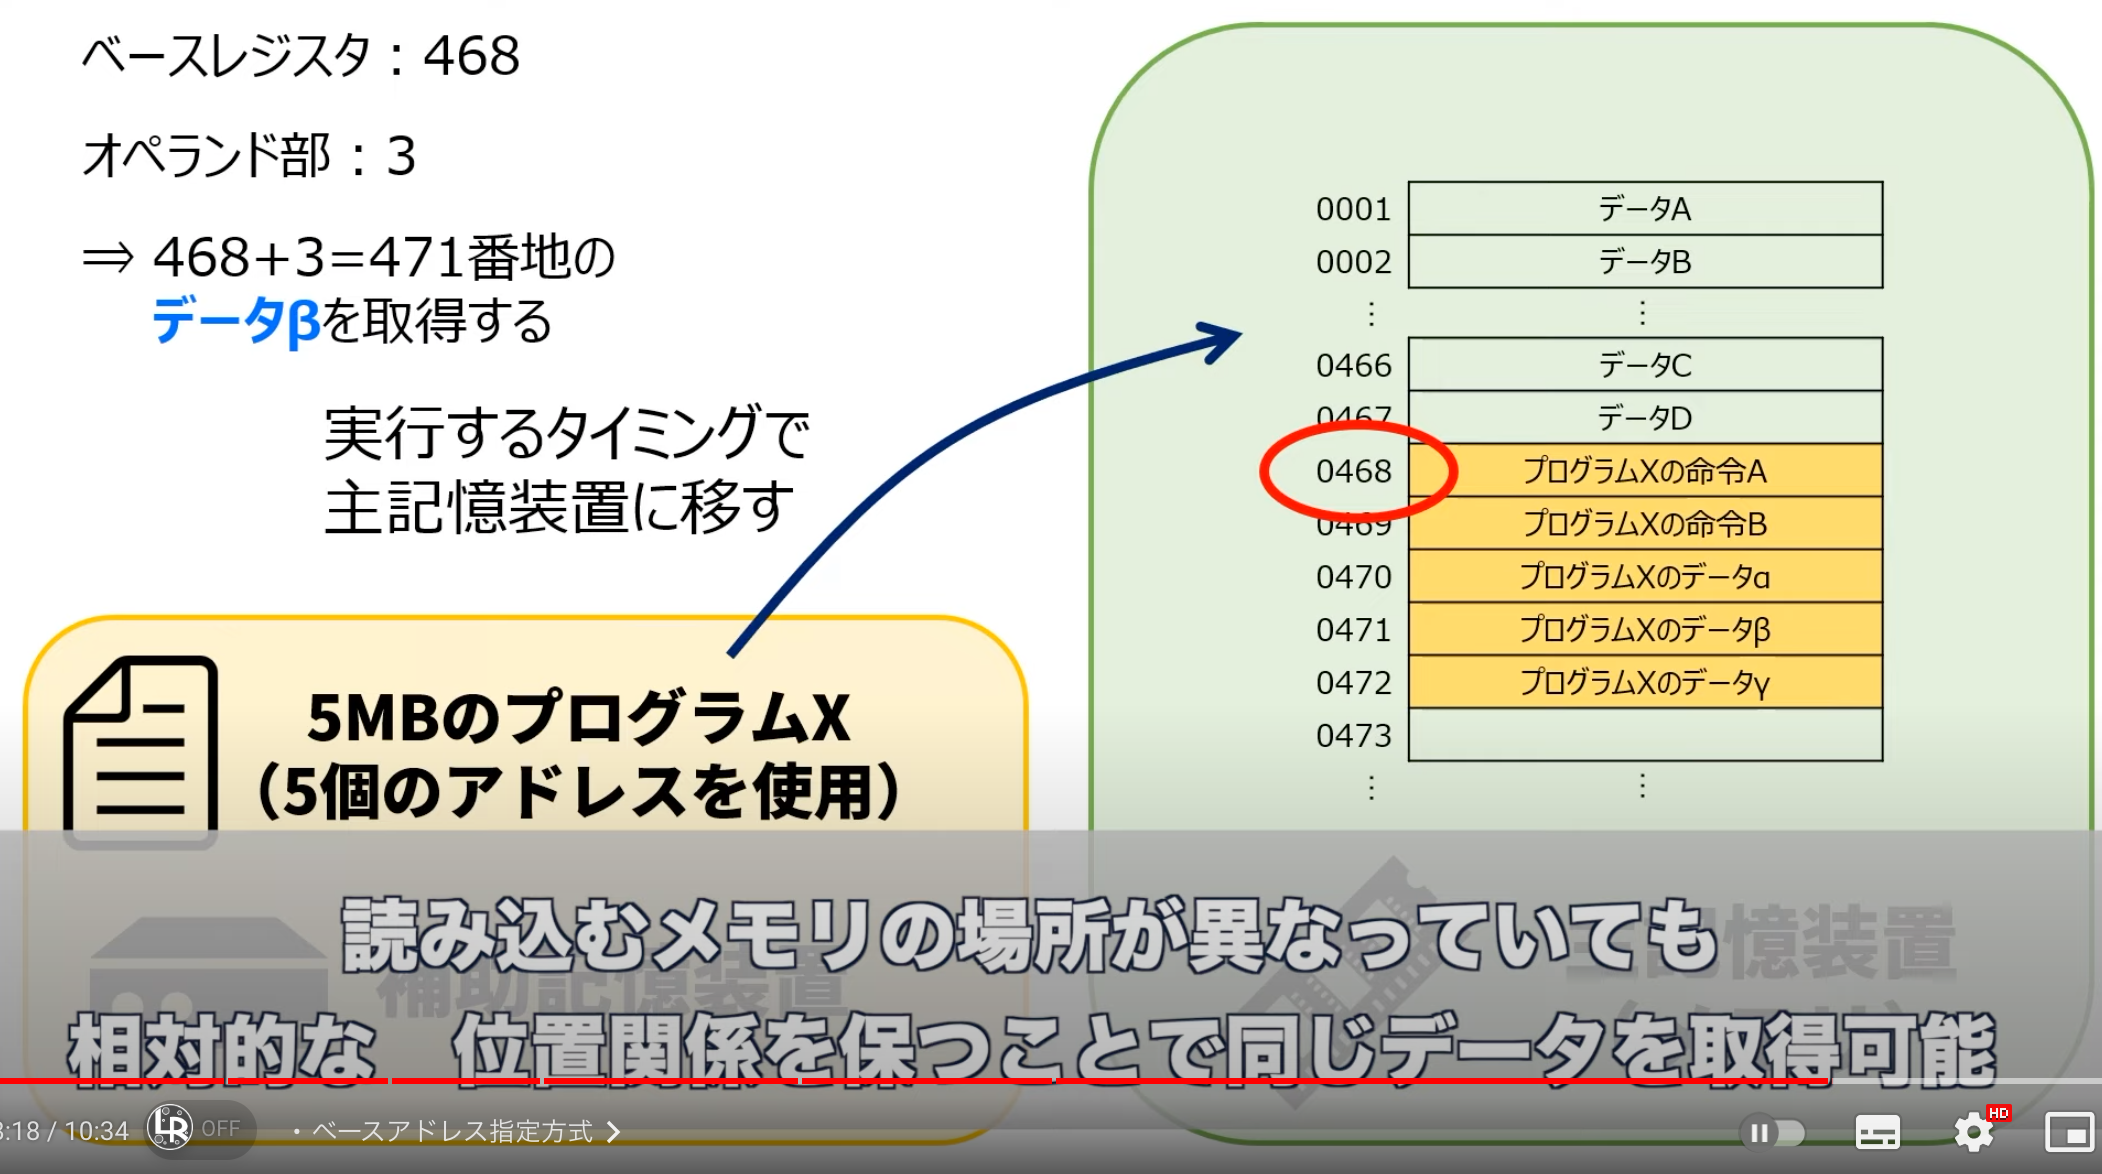 ベースレジスタ：468
オペランド部：3
⇒ 468+3=471番地の
データβを取得する
実行するタイミングで
主記憶装置に移す
5MBのプログラムX
（5個のアドレスを使用）
補助記憶装置
0001 データA
0002 データB
⋮ ⋮
0466 データC
0467 データD
0468 プログラムXの命令A
0469 プログラムXの命令B
0470 プログラムXのデータα
0471 プログラムXのデータβ
0472 プログラムXのデータγ
0473
⋮ ⋮
主記憶装置
読み込むメモリの場所が異なっていても
相対的な 位置関係を保つことで同じデータを取得可能
:18 / 10:34 LR OFF ・ベースアドレス指定方式 HD